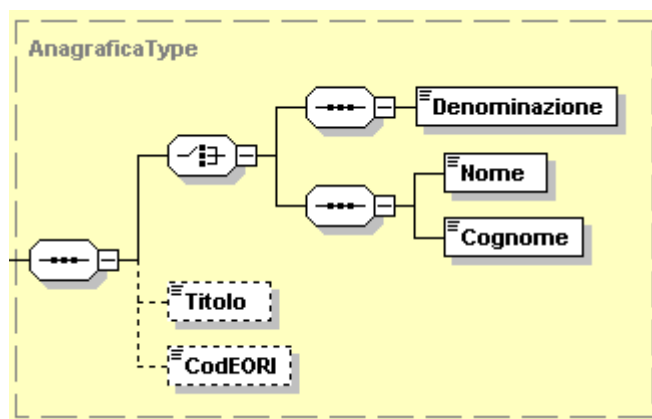 AnagraficaType
Denominazione
Nome
Cognome
Titolo
CodEORI